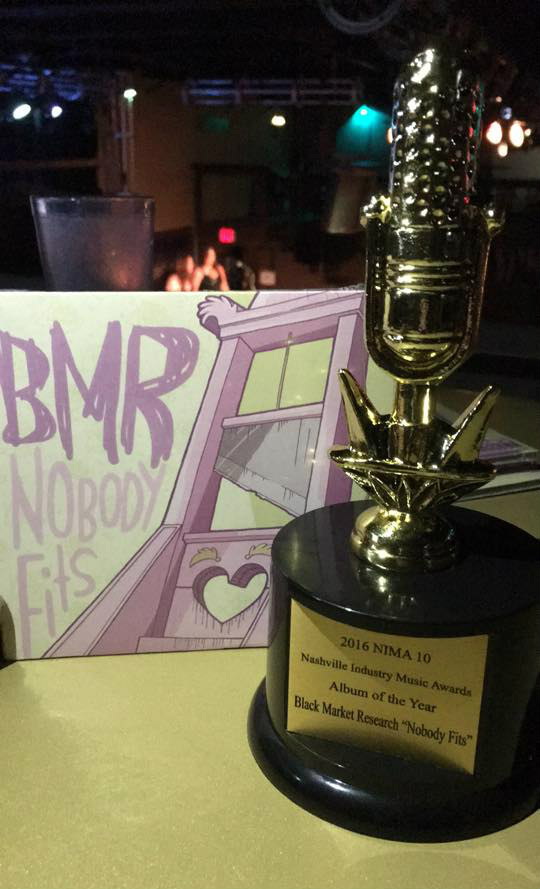 BMR
NOBODY
Fits
2016 NIMA 10
Nashville Industry Music Awards
Album of the Year
Black Market Research "Nobody Fits"